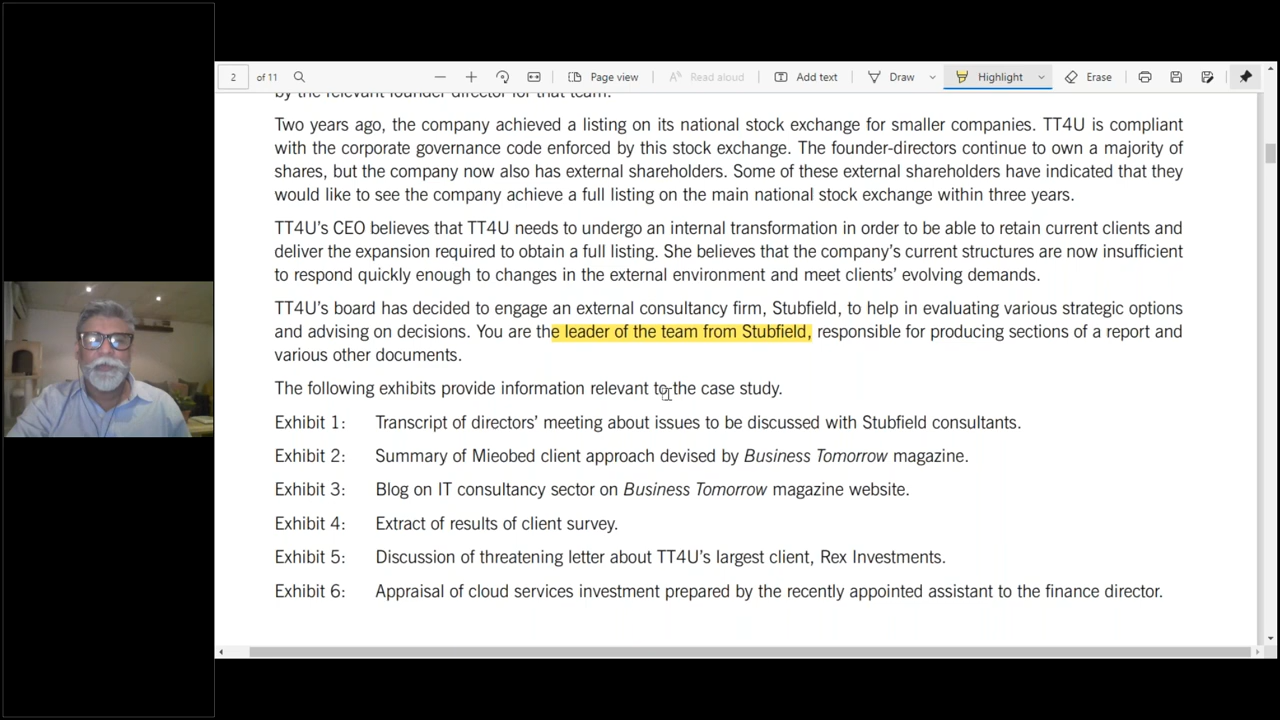 2 of 11
Page view
Read aloud
Add text
Draw
Highlight
Erase
by the relevant founder director for that team.
Two years ago, the company achieved a listing on its national stock exchange for smaller companies. TT4U is compliant
with the corporate governance code enforced by this stock exchange. The founder-directors continue to own a majority of
shares, but the company now also has external shareholders. Some of these external shareholders have indicated that they
would like to see the company achieve a full listing on the main national stock exchange within three years.
TT4U's CEO believes that TT4U needs to undergo an internal transformation in order to be able to retain current clients and
deliver the expansion required to obtain a full listing. She believes that the company's current structures are now insufficient
to respond quickly enough to changes in the external environment and meet clients' evolving demands.
TT4U's board has decided to engage an external consultancy firm, Stubfield, to help in evaluating various strategic options
and advising on decisions. You are the leader of the team from Stubfield, responsible for producing sections of a report and
various other documents.
The following exhibits provide information relevant to the case study.
Exhibit 1: Transcript of directors' meeting about issues to be discussed with Stubfield consultants.
Exhibit 2: Summary of Mieobed client approach devised by Business Tomorrow magazine.
Exhibit 3: Blog on IT consultancy sector on Business Tomorrow magazine website.
Exhibit 4: Extract of results of client survey.
Exhibit 5: Discussion of threatening letter about TT4U's largest client, Rex Investments.
Exhibit 6: Appraisal of cloud services investment prepared by the recently appointed assistant to the finance director.